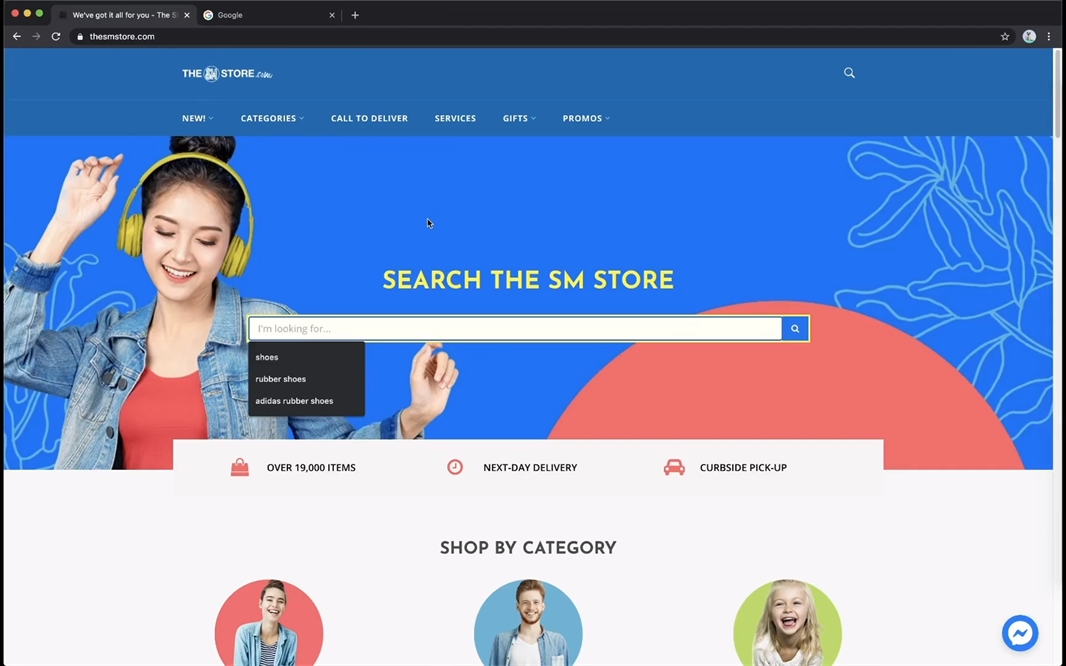 We've got it all for you - The S
Google
thesmstore.com
THE SM STORE.com
NEW!
CATEGORIES
CALL TO DELIVER
SERVICES
GIFTS
PROMOS
SEARCH THE SM STORE
I'm looking for...
shoes
rubber shoes
adidas rubber shoes
OVER 19,000 ITEMS
NEXT-DAY DELIVERY
CURBSIDE PICK-UP
SHOP BY CATEGORY